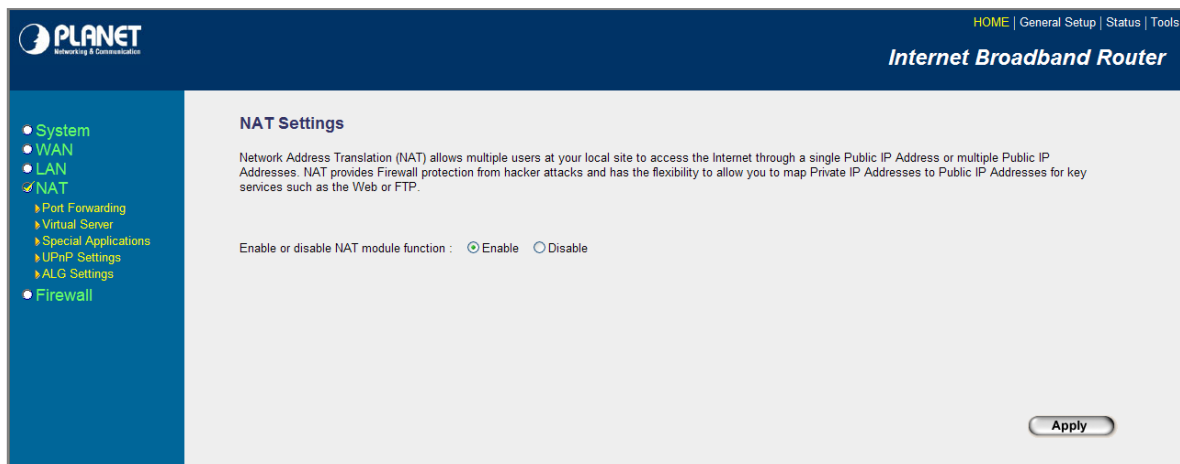 PLANET
Networking & Communication
HOME | General Setup | Status | Tools
Internet Broadband Router
System
WAN
LAN
NAT
Port Forwarding
Virtual Server
Special Applications
UPnP Settings
ALG Settings
Firewall
NAT Settings
Network Address Translation (NAT) allows multiple users at your local site to access the Internet through a single Public IP Address or multiple Public IP
Addresses. NAT provides Firewall protection from hacker attacks and has the flexibility to allow you to map Private IP Addresses to Public IP Addresses for key
services such as the Web or FTP.
Enable or disable NAT module function : Enable Disable
Apply